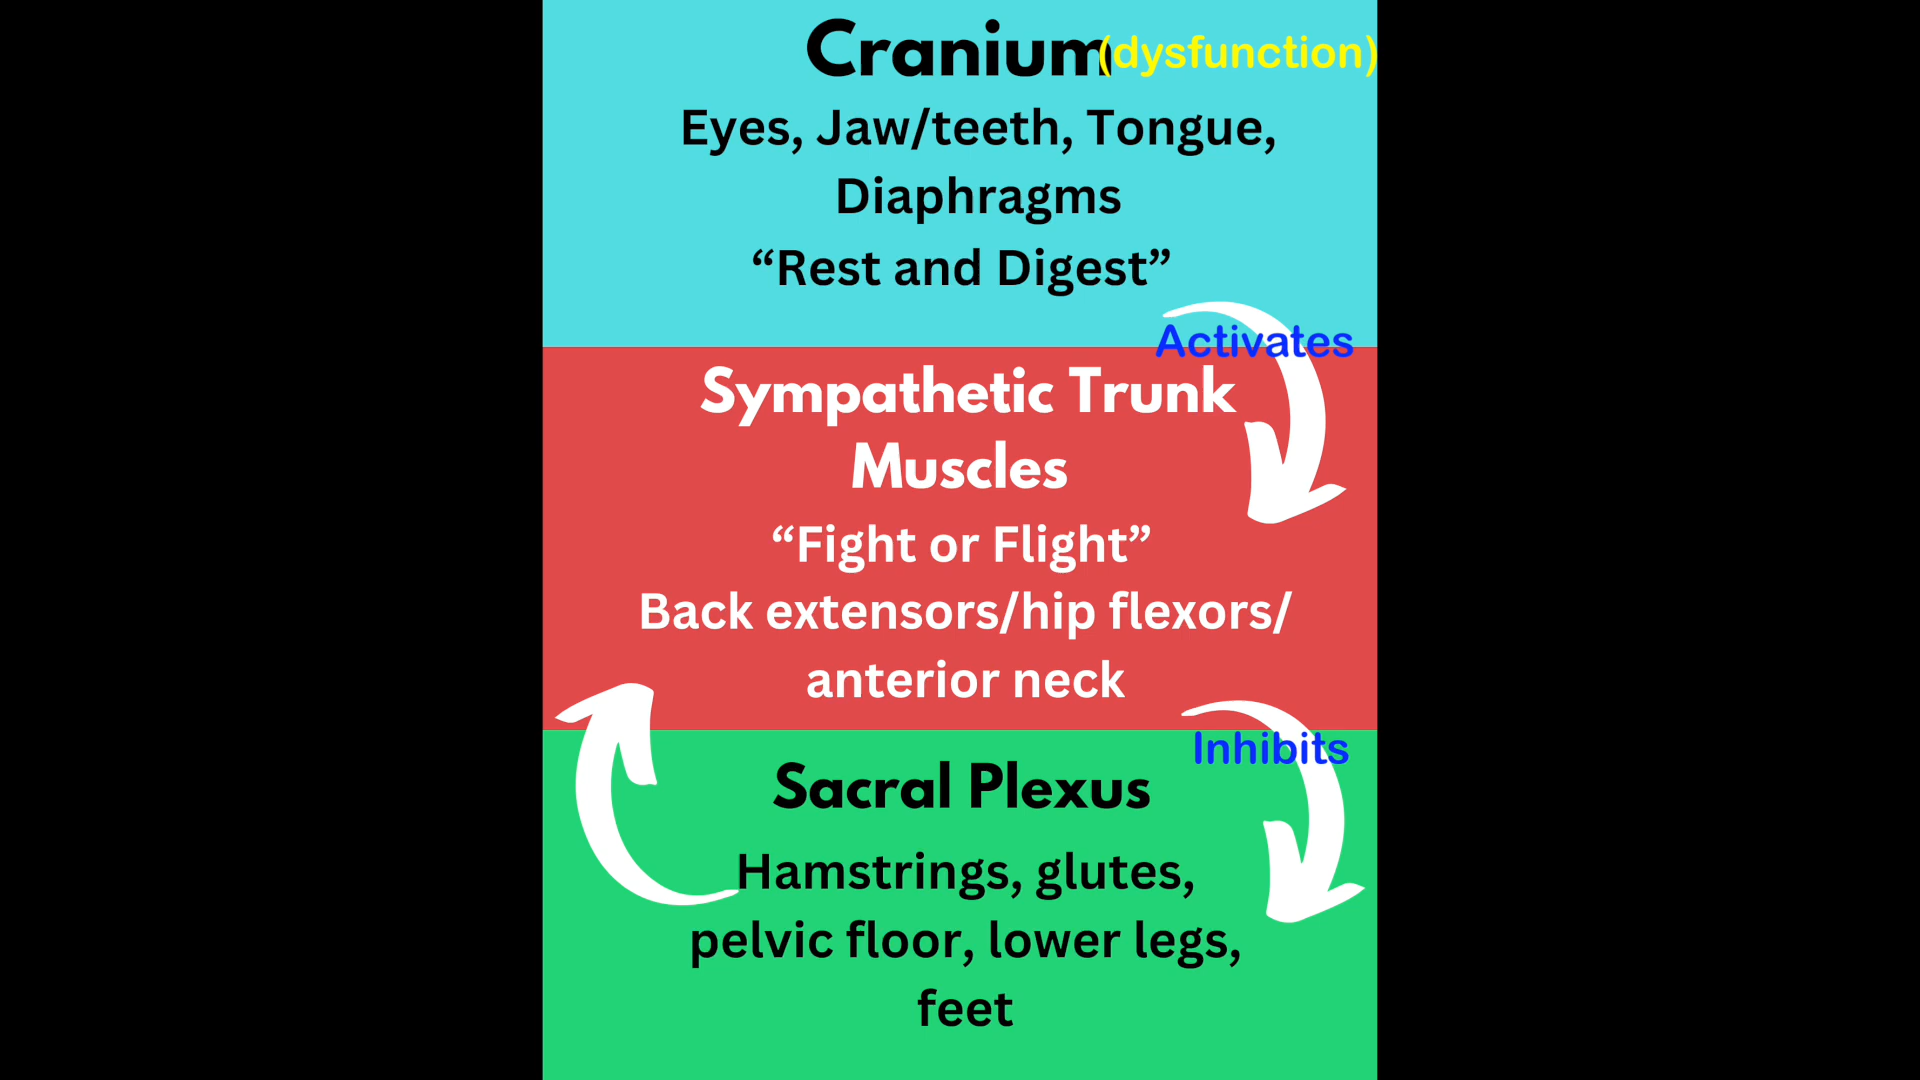 Cranium (dysfunction)
Eyes, Jaw/teeth, Tongue,
Diaphragms
“Rest and Digest”
Activates
Sympathetic Trunk
Muscles
“Fight or Flight”
Back extensors/hip flexors/
anterior neck
Inhibits
Sacral Plexus
Hamstrings, glutes,
pelvic floor, lower legs,
feet